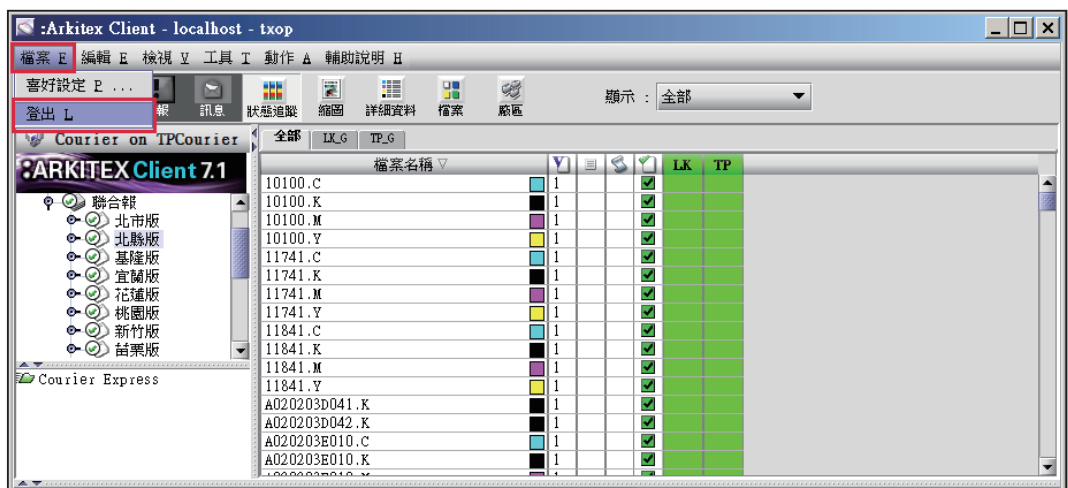 :Arkitex Client - localhost - txop
檔案 F 編輯 E 檢視 V 工具 T 動作 A 輔助說明 H
喜好設定 P ...
登出 L
報 訊息 狀態追蹤 縮圖 詳細資料 檔案 廠區 顯示 : 全部
Courier on TPCourier
:ARKITEX Client 7.1
聯合報
北市版
北縣版
基隆版
宜蘭版
花蓮版
桃園版
新竹版
苗栗版
Courier Express
全部 LK_G TP_G
檔案名稱 LK TP
10100.C 1
10100.K 1
10100.M 1
10100.Y 1
11741.C 1
11741.K 1
11741.M 1
11741.Y 1
11841.C 1
11841.K 1
11841.M 1
11841.Y 1
A020203D041.K 1
A020203D042.K 1
A020203E010.C 1
A020203E010.K 1